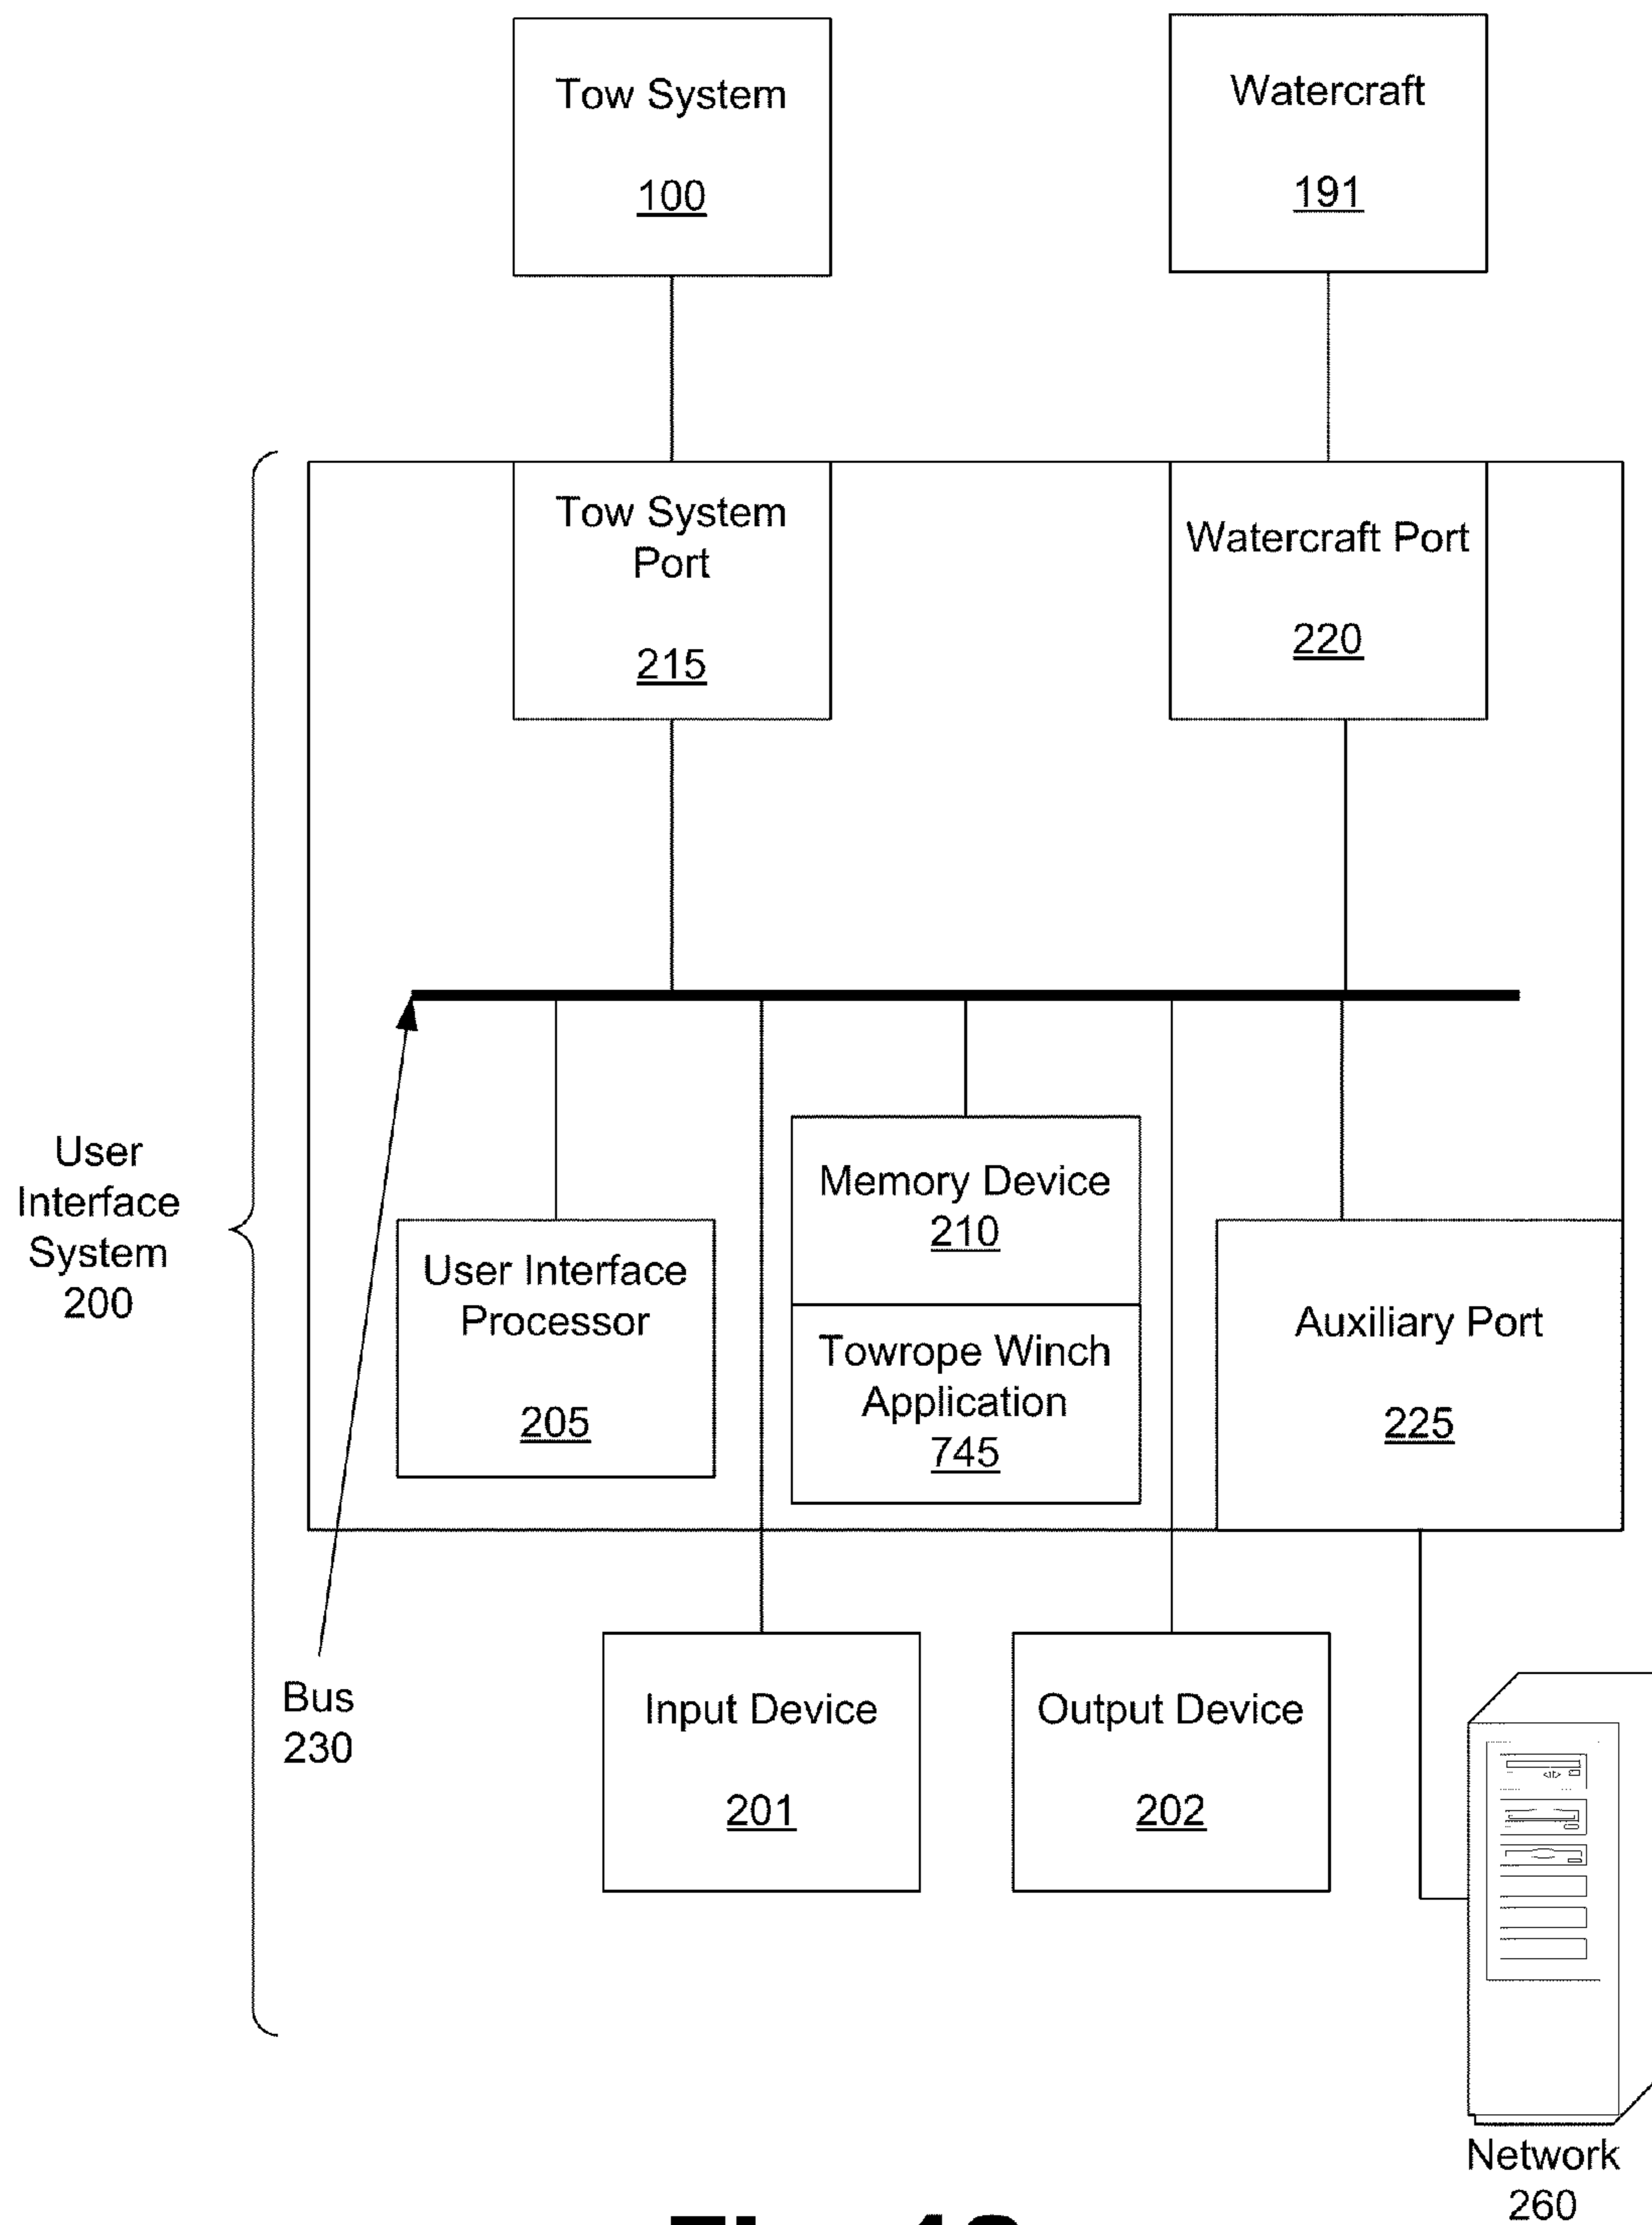 Tow System
100
Watercraft
191
Tow System
Port
215
Watercraft Port
220
User
Interface
System
200
User Interface
Processor
205
Memory Device
210
Towrope Winch
Application
745
Auxiliary Port
225
Bus
230
Input Device
201
Output Device
202
Network
260